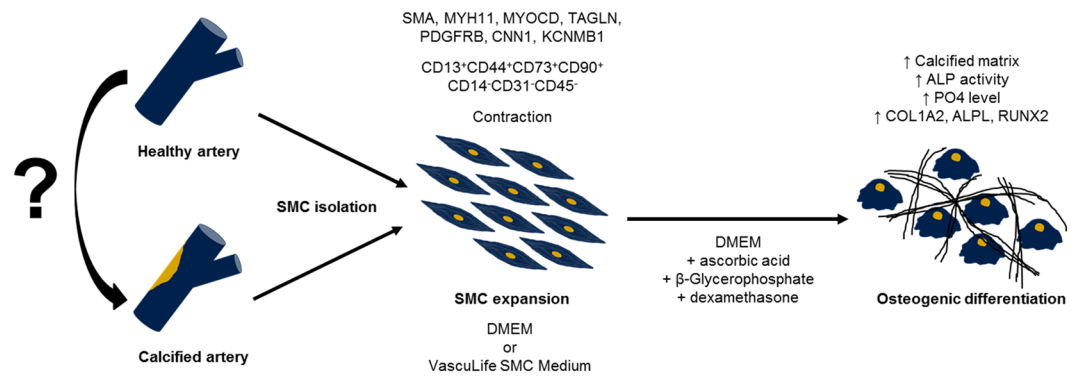 ?
Healthy artery
Calcified artery
SMC isolation
SMA, MYH11, MYOCD, TAGLN,
PDGFRB, CNN1, KCNMB1
CD13⁺CD44⁺CD73⁺CD90⁺
CD14⁻CD31⁻CD45⁻
Contraction
SMC expansion
DMEM
or
VascuLife SMC Medium
DMEM
+ ascorbic acid
+ β-Glycerophosphate
+ dexamethasone
↑ Calcified matrix
↑ ALP activity
↑ PO4 level
↑ COL1A2, ALPL, RUNX2
Osteogenic differentiation